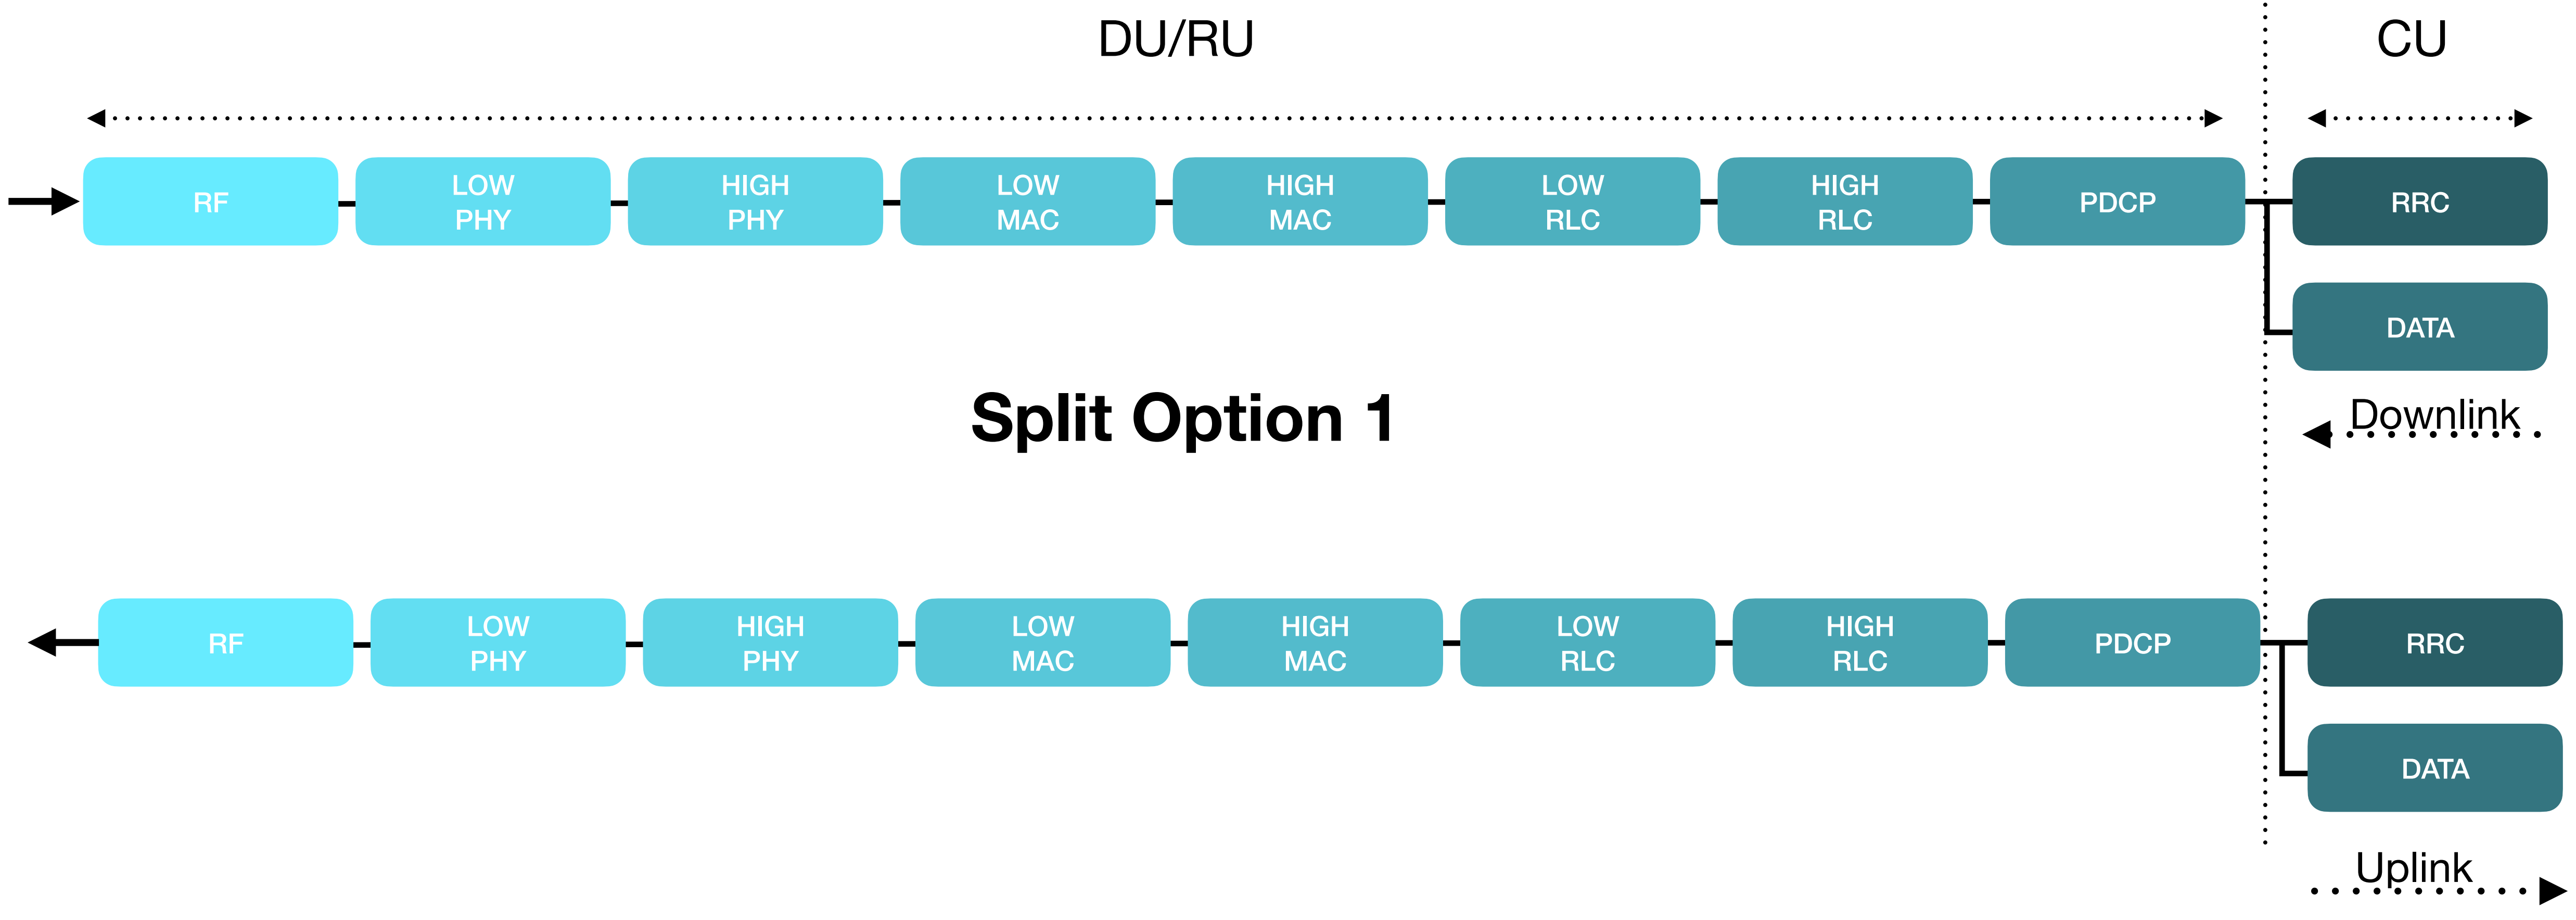 DU/RU
CU
RF
LOW
PHY
HIGH
PHY
LOW
MAC
HIGH
MAC
LOW
RLC
HIGH
RLC
PDCP
RRC
DATA
Split Option 1
Downlink
RF
LOW
PHY
HIGH
PHY
LOW
MAC
HIGH
MAC
LOW
RLC
HIGH
RLC
PDCP
RRC
DATA
Uplink